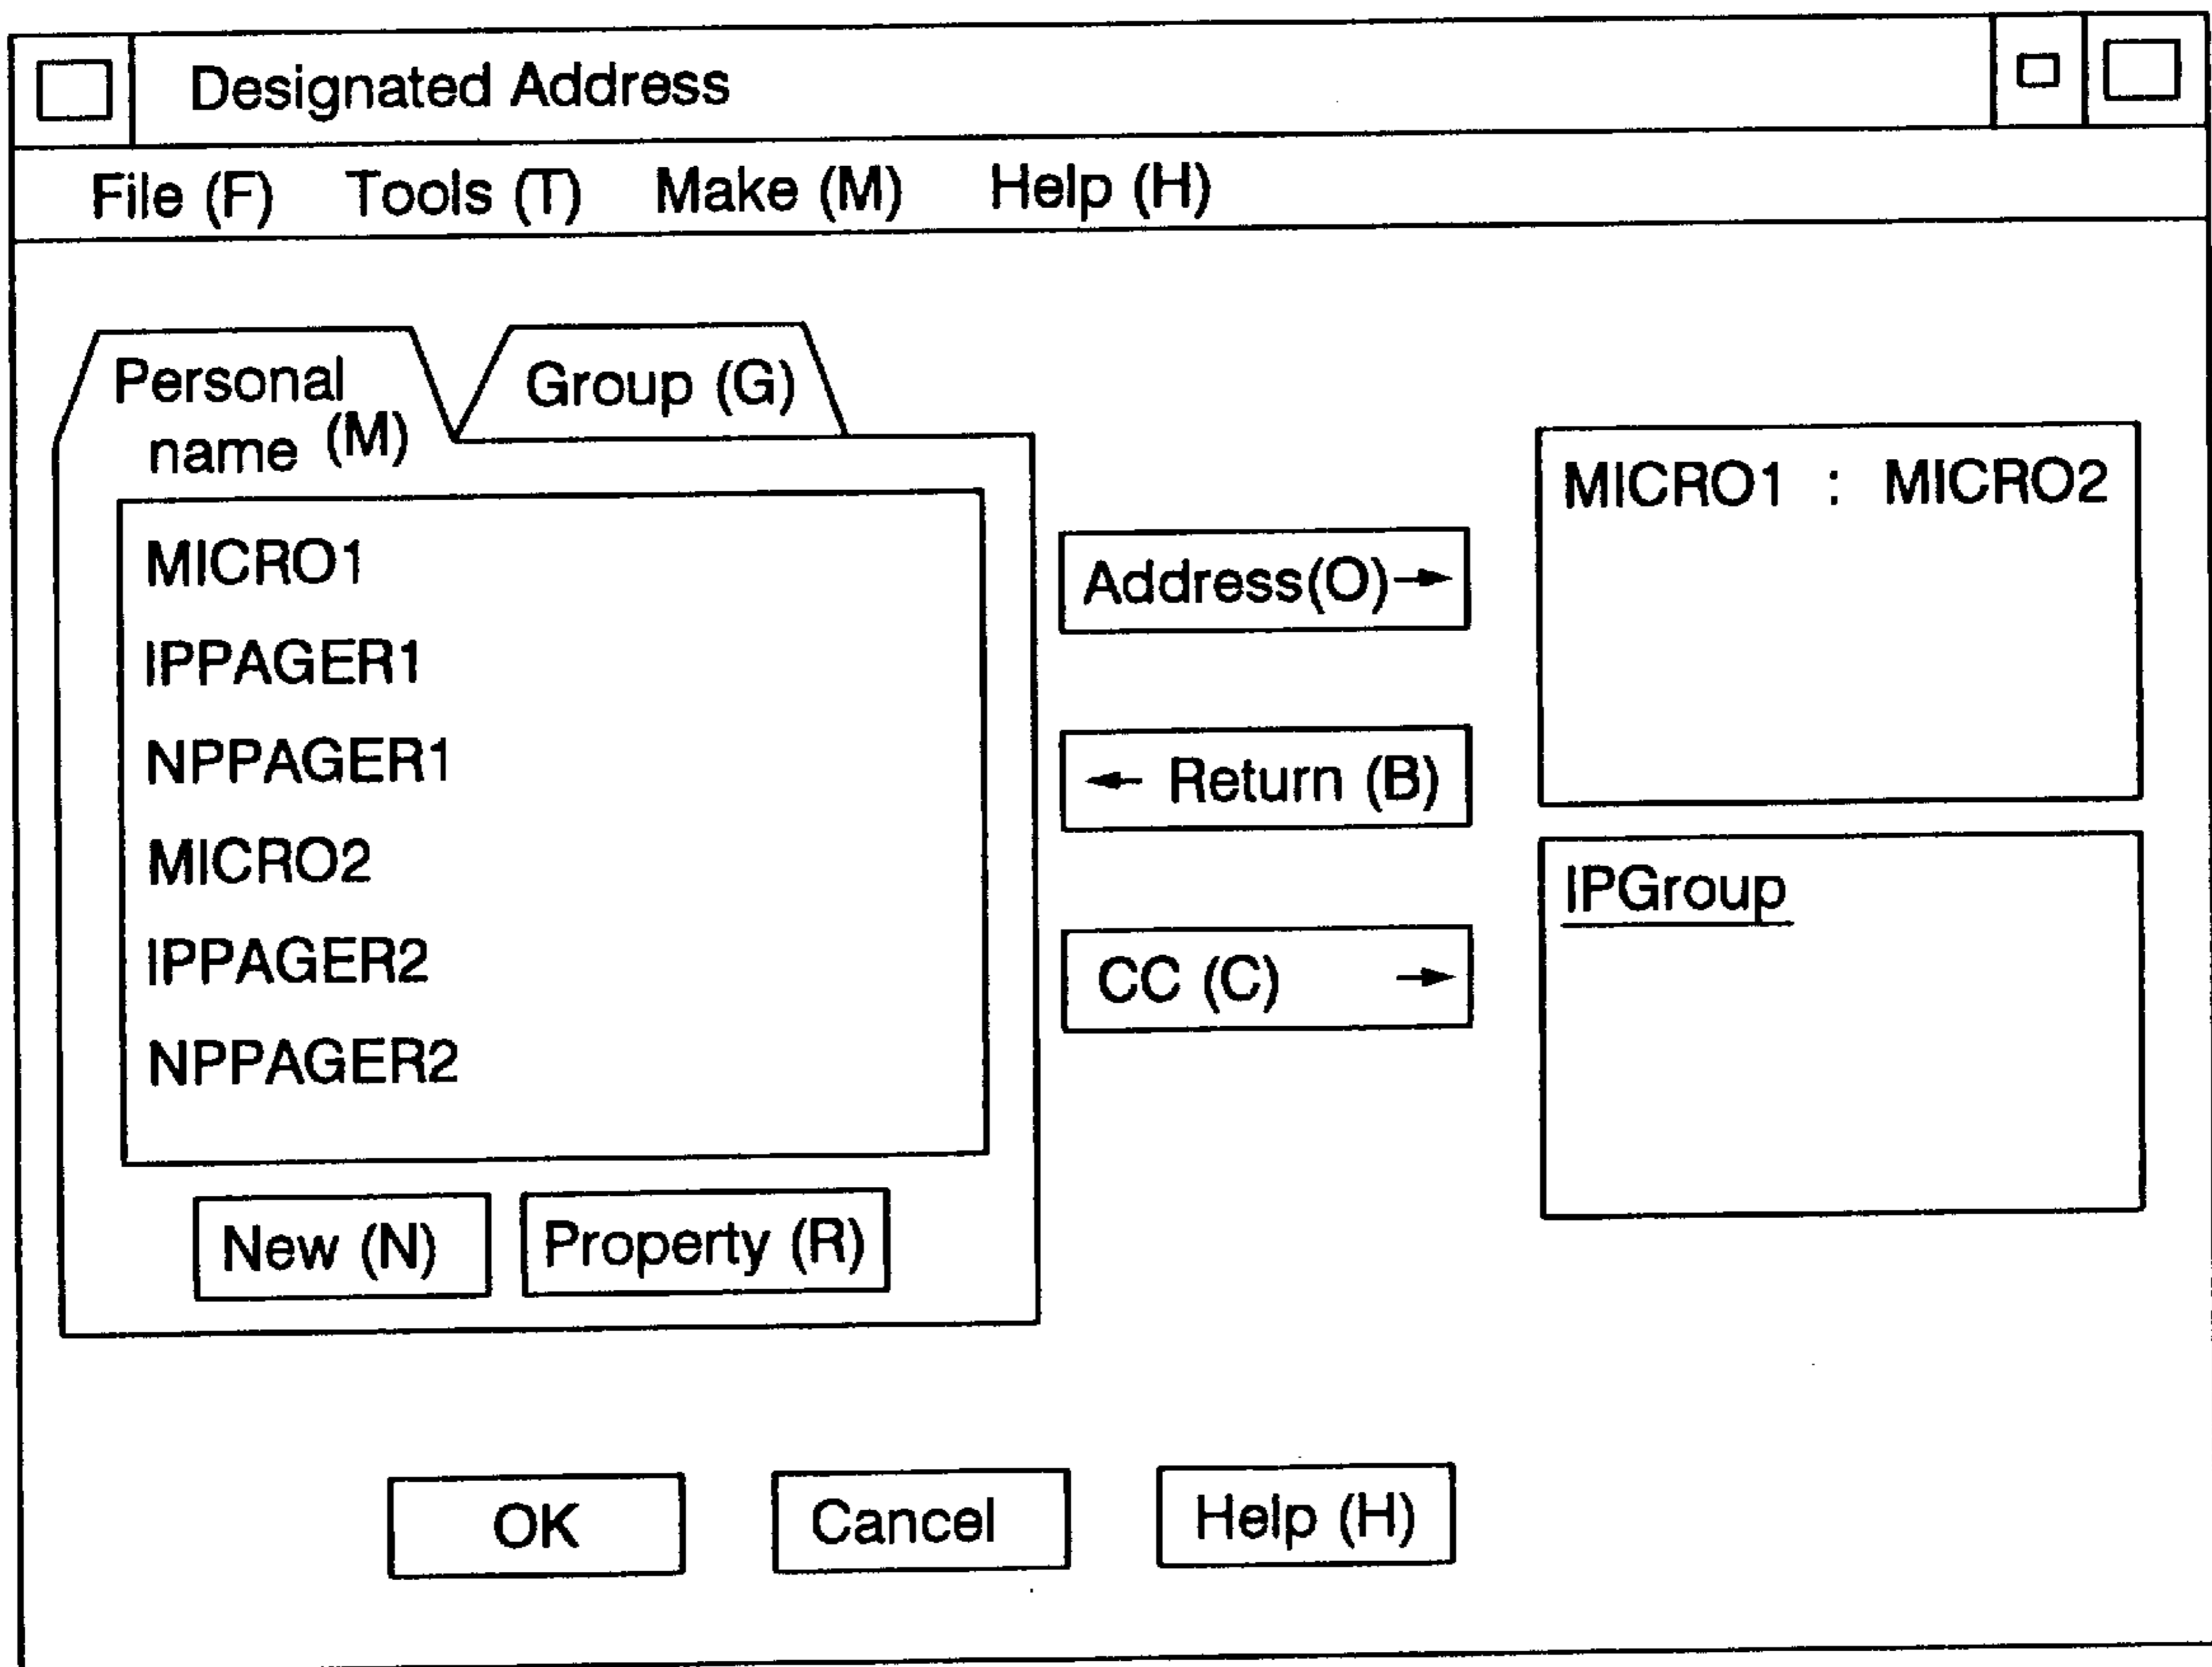 Designated Address
File (F) Tools (T) Make (M) Help (H)
Personal
name (M)
Group (G)
MICRO1
IPPAGER1
NPPAGER1
MICRO2
IPPAGER2
NPPAGER2
New (N) Property (R)
Address(O)→
← Return (B)
CC (C) →
MICRO1 : MICRO2
IPGroup
OK Cancel Help (H)